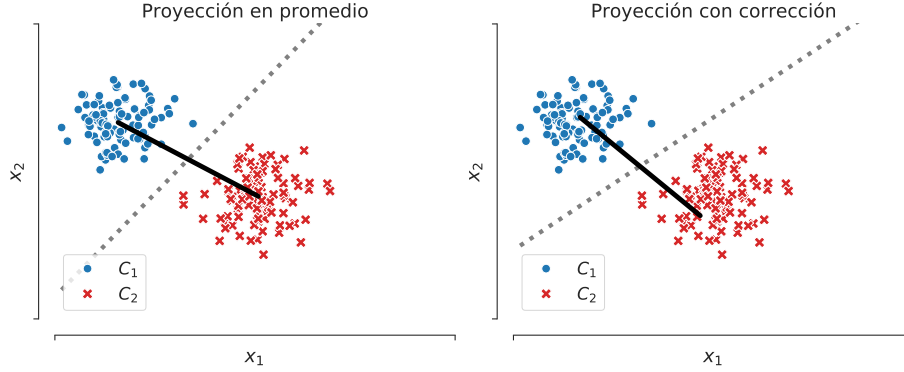 Proyección en promedio
x₂
C₁
C₂
x₁
Proyección con corrección
x₂
C₁
C₂
x₁